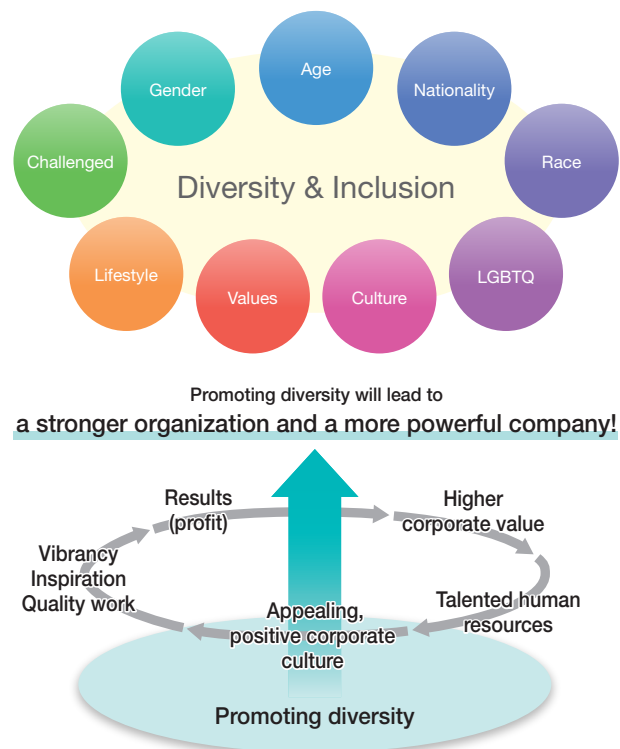 Age
Gender
Nationality
Challenged
Race
Diversity & Inclusion
Lifestyle
LGBTQ
Values
Culture
Promoting diversity will lead to
a stronger organization and a more powerful company!
Results
(profit)
Higher
corporate value
Vibrancy
Inspiration
Quality work
Talented human
resources
Appealing,
positive corporate
culture
Promoting diversity